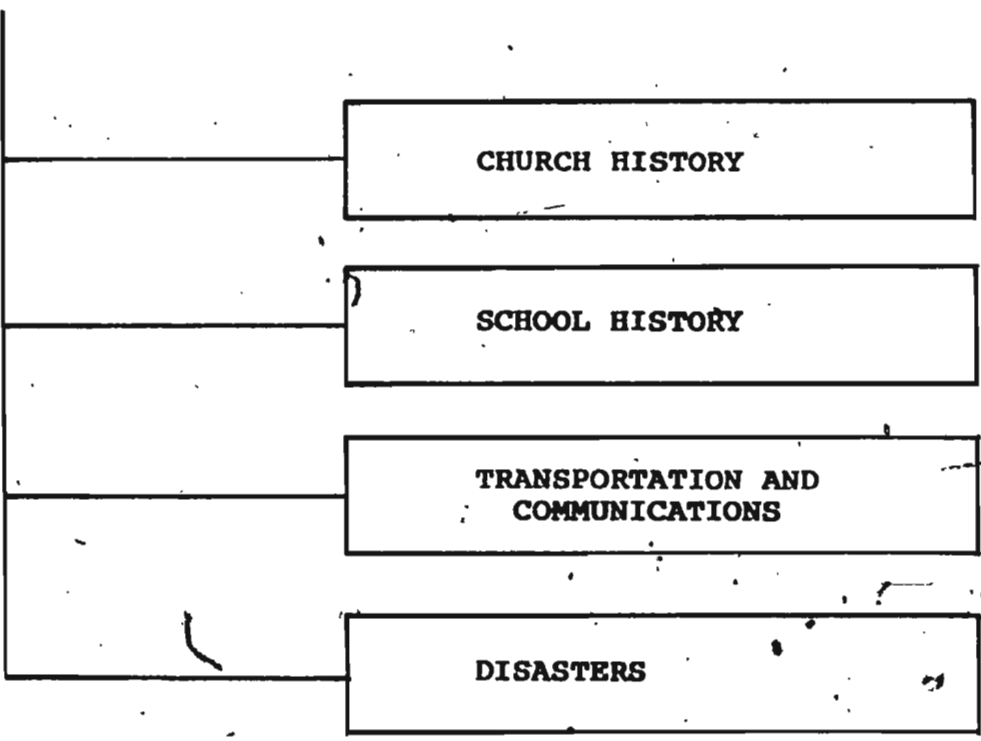 CHURCH HISTORY
SCHOOL HISTORY
TRANSPORTATION AND
COMMUNICATIONS
DISASTERS